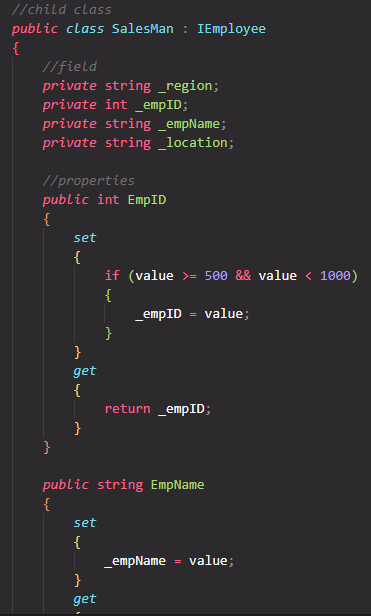 //child class
public class SalesMan : IEmployee
{
//field
private string _region;
private int _empID;
private string _empName;
private string _location;
//properties
public int EmpID
{
set
{
if (value >= 500 && value < 1000)
{
_empID = value;
}
}
get
{
return _empID;
}
}
public string EmpName
{
set
{
_empName = value;
}
get
{